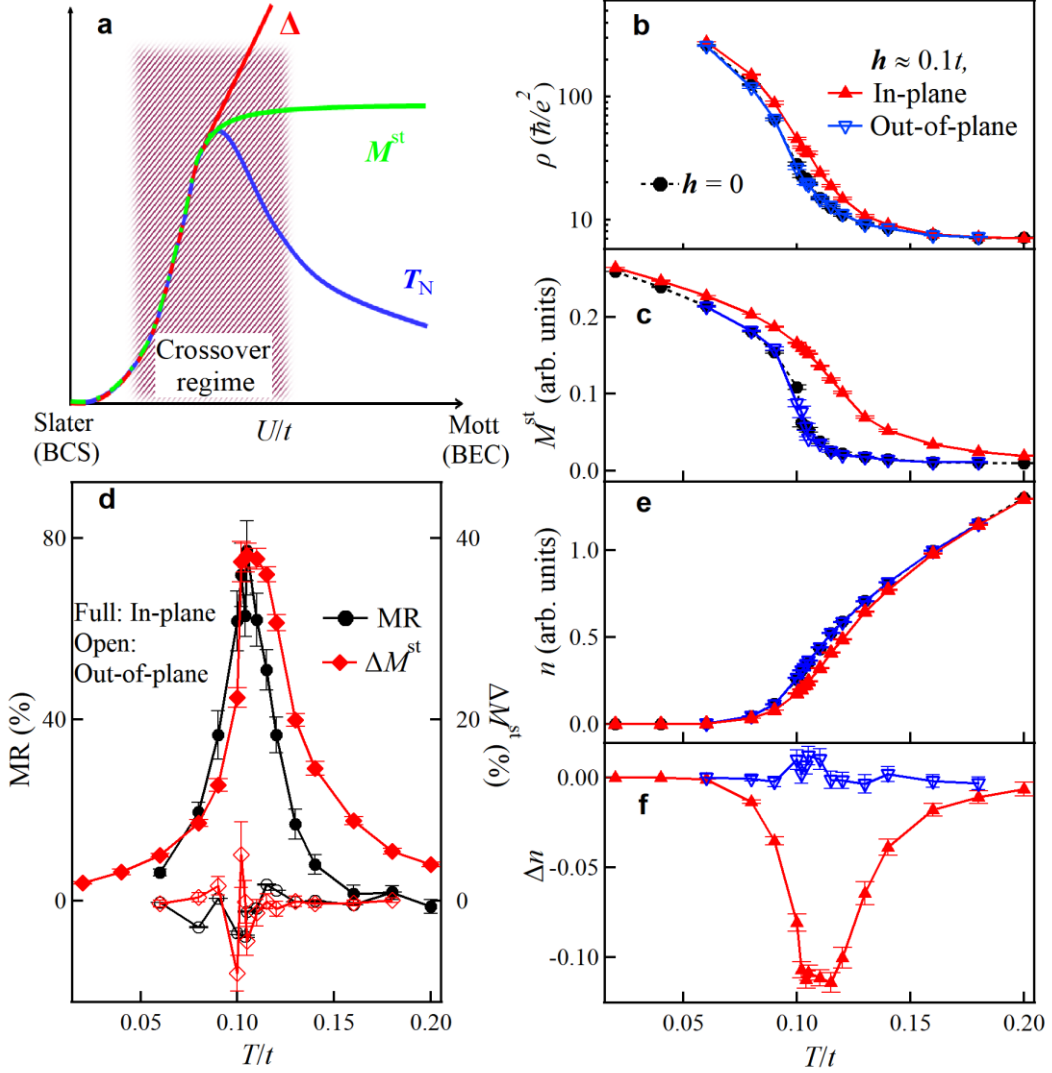 a
Δ
M^st
T_N
Crossover
regime
Slater
(BCS)
U/t
Mott
(BEC)
b
h ≈ 0.1t,
In-plane
Out-of-plane
h = 0
100
10
ρ (ħ/e²)
c
0.2
0.1
0.0
M^st (arb. units)
d
80
40
0
MR (%)
Full: In-plane
Open:
Out-of-plane
MR
ΔM^st
40
20
0
ΔM^st (%)
0.05
0.10
0.15
0.20
T/t
e
1.0
0.5
0.0
n (arb. units)
f
0.00
-0.05
-0.10
Δn
0.05
0.10
0.15
0.20
T/t